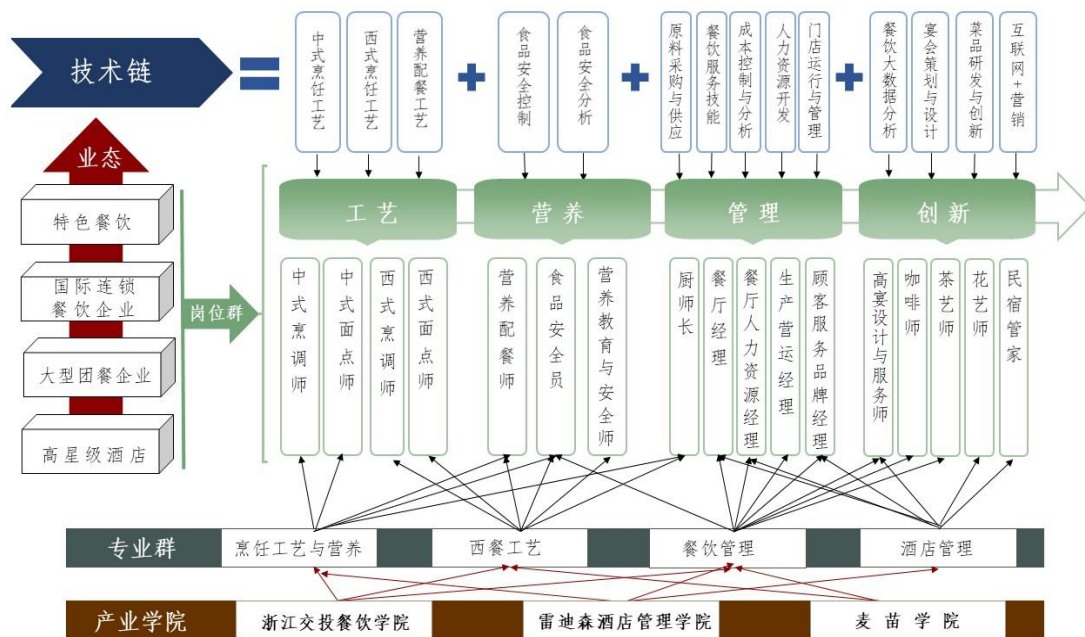 技术链
中式烹饪工艺
西式烹饪工艺
营养配餐工艺
食品安全控制
食品安全分析
原料采购与供应
餐饮服务技能
成本控制与分析
人力资源开发
门店运行与管理
餐饮大数据分析
宴会策划与设计
菜品研发与创新
互联网+营销
业态
特色餐饮
国际连锁
餐饮企业
大型团餐企业
高星级酒店
岗位群
工艺
营养
管理
创新
中式烹调师
中式面点师
西式烹调师
西式面点师
营养配餐师
食品安全员
营养教育与安全师
厨师长
餐厅经理
餐厅人力资源经理
生产营运经理
顾客服务品牌经理
高宴设计与服务师
咖啡师
茶艺师
花艺师
民宿管家
专业群
烹饪工艺与营养
西餐工艺
餐饮管理
酒店管理
产业学院
浙江交投餐饮学院
雷迪森酒店管理学院
麦苗学院